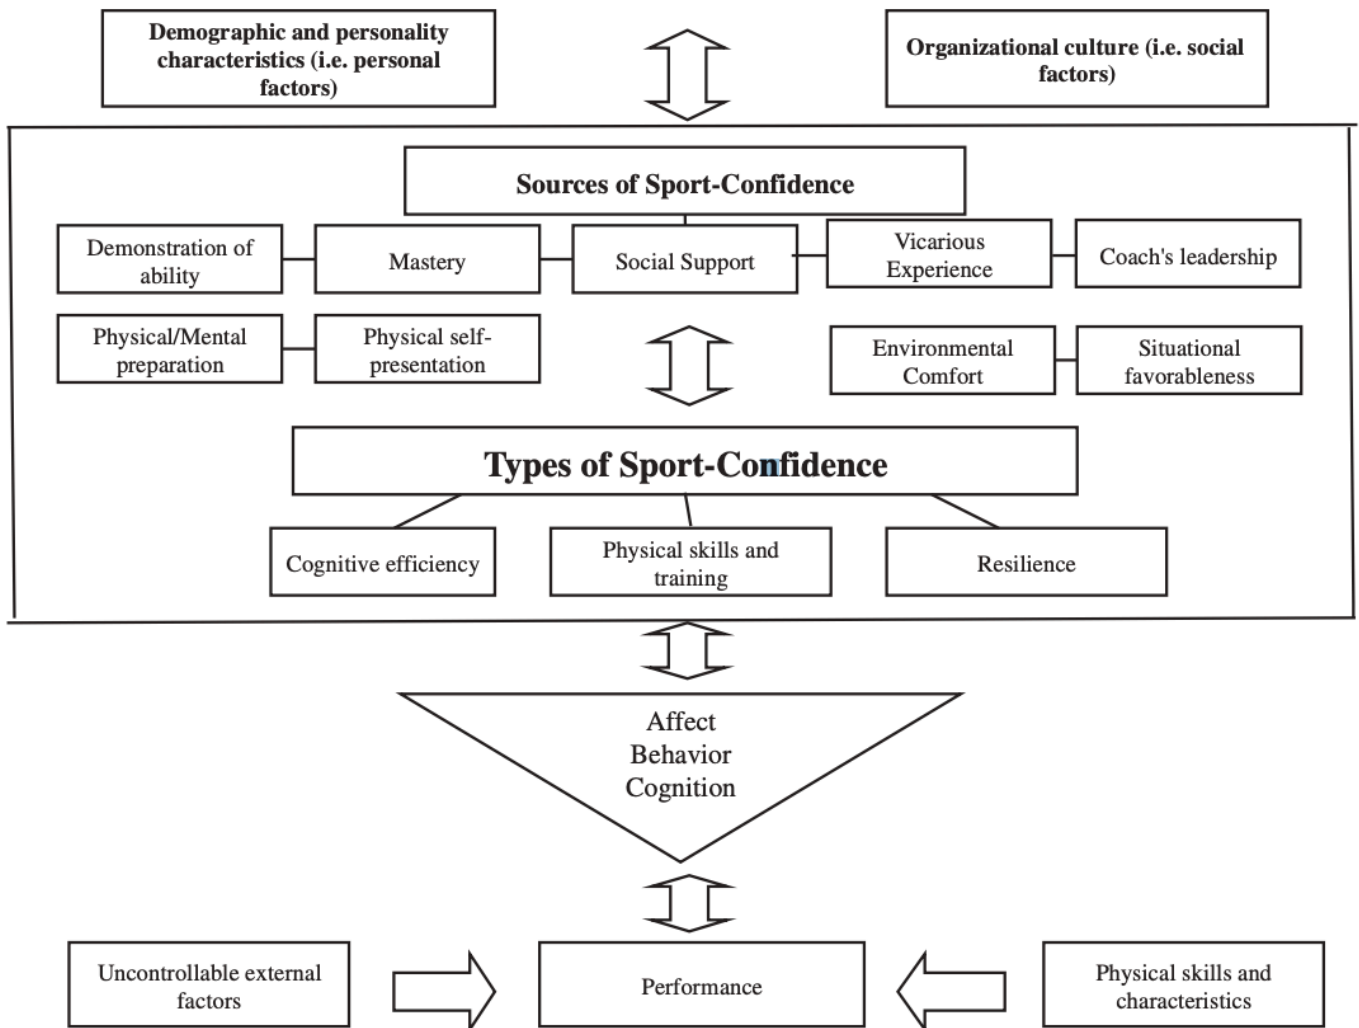 Demographic and personality
characteristics (i.e. personal
factors)
Organizational culture (i.e. social
factors)
Sources of Sport-Confidence
Demonstration of
ability
Mastery
Social Support
Vicarious
Experience
Coach's leadership
Physical/Mental
preparation
Physical self-
presentation
Environmental
Comfort
Situational
favorableness
Types of Sport-Confidence
Cognitive efficiency
Physical skills and
training
Resilience
Affect
Behavior
Cognition
Uncontrollable external
factors
Performance
Physical skills and
characteristics